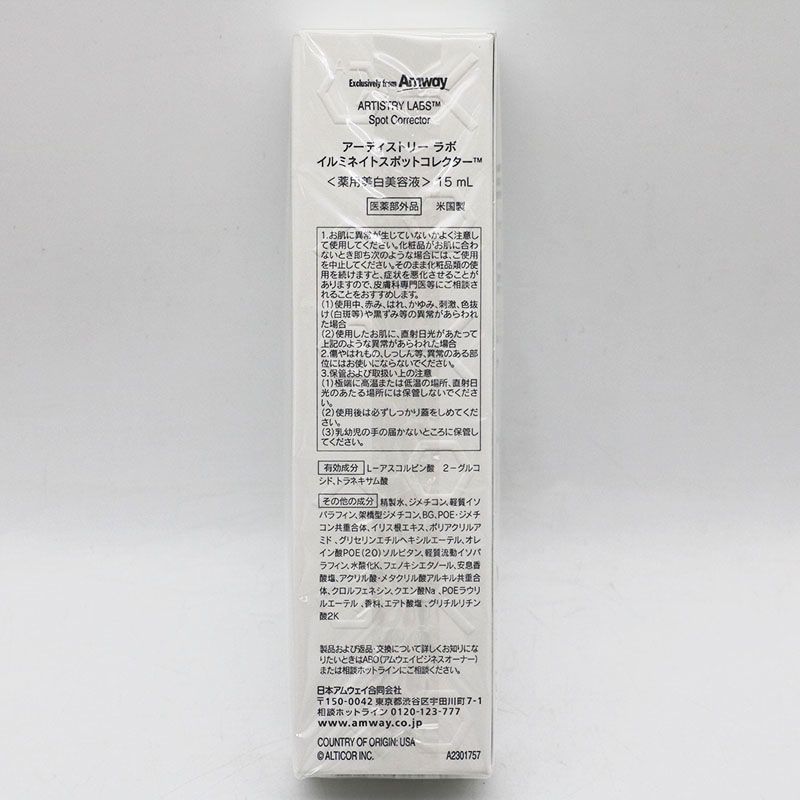 Exclusively from Amway
ARTISTRY LABS™
Spot Corrector
アーティストリー ラボ
イルミネイトスポットコレクター™
＜薬用美白美容液＞ 15 mL
医薬部外品 米国製
1.お肌に異常が生じていないかよく注意し
て使用してください。化粧品がお肌に合わ
ないとき即ち次のような場合には、ご使用
を中止してください。そのまま化粧品類の使
用を続けますと、症状を悪化させることが
ありますので、皮膚科専門医等にご相談さ
れることをおすすめします。
(1)使用中、赤み、はれ、かゆみ、刺激、色抜
け(白斑等)や黒ずみ等の異常があらわれ
た場合
(2)使用したお肌に、直射日光があたって
上記のような異常があらわれた場合
2.傷やはれもの、しっしん等、異常のある部
位にはお使いにならないでください。
3.保管および取扱い上の注意
(1)極端に高温または低温の場所、直射日
光のあたる場所には保管しないでくださ
い。
(2)使用後は必ずしっかり蓋をしめてくだ
さい。
(3)乳幼児の手の届かないところに保管し
てください。
有効成分 L－アスコルビン酸 2－グルコ
シド、トラネキサム酸
その他の成分 精製水、ジメチコン、軽質イソ
パラフィン、架橋型ジメチコン、BG、POE・ジメチ
コン共重合体、イリス根エキス、ポリアクリルア
ミド、グリセリンエチルヘキシルエーテル、オレ
イン酸POE(20)ソルビタン、軽質流動イソパ
ラフィン、水酸化K、フェノキシエタノール、安息香
酸塩、アクリル酸・メタクリル酸アルキル共重合
体、クロルフェネシン、クエン酸Na、POEラウリ
ルエーテル、香料、エデト酸塩、グリチルリチン
酸2K
製品および返品・交換について詳しくお知りにな
りたいときはABO(アムウェイビジネスオーナー)
または相談ホットラインにご相談ください。
日本アムウェイ合同会社
〒150-0042 東京都渋谷区宇田川町7-1
相談ホットライン 0120-123-777
www.amway.co.jp
COUNTRY OF ORIGIN: USA
© ALTICOR INC. A2301757